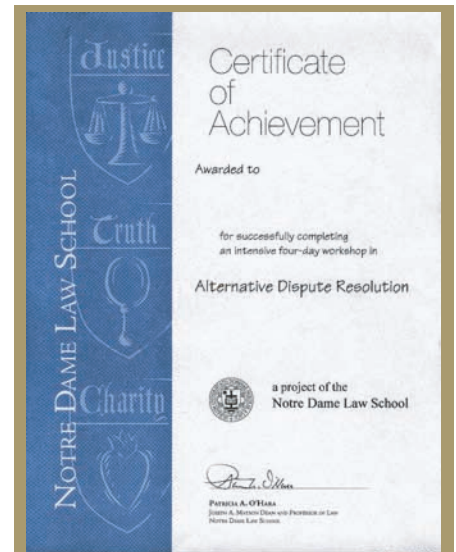 Justice
Truth
Charity
NOTRE DAME LAW SCHOOL
Certificate
of
Achievement
Awarded to
for successfully completing
an intensive four-day workshop in
Alternative Dispute Resolution
a project of the
Notre Dame Law School
PATRICIA A. O'HARA
JOSEPH A. MATSON DEAN AND PROFESSOR OF LAW
NOTRE DAME LAW SCHOOL